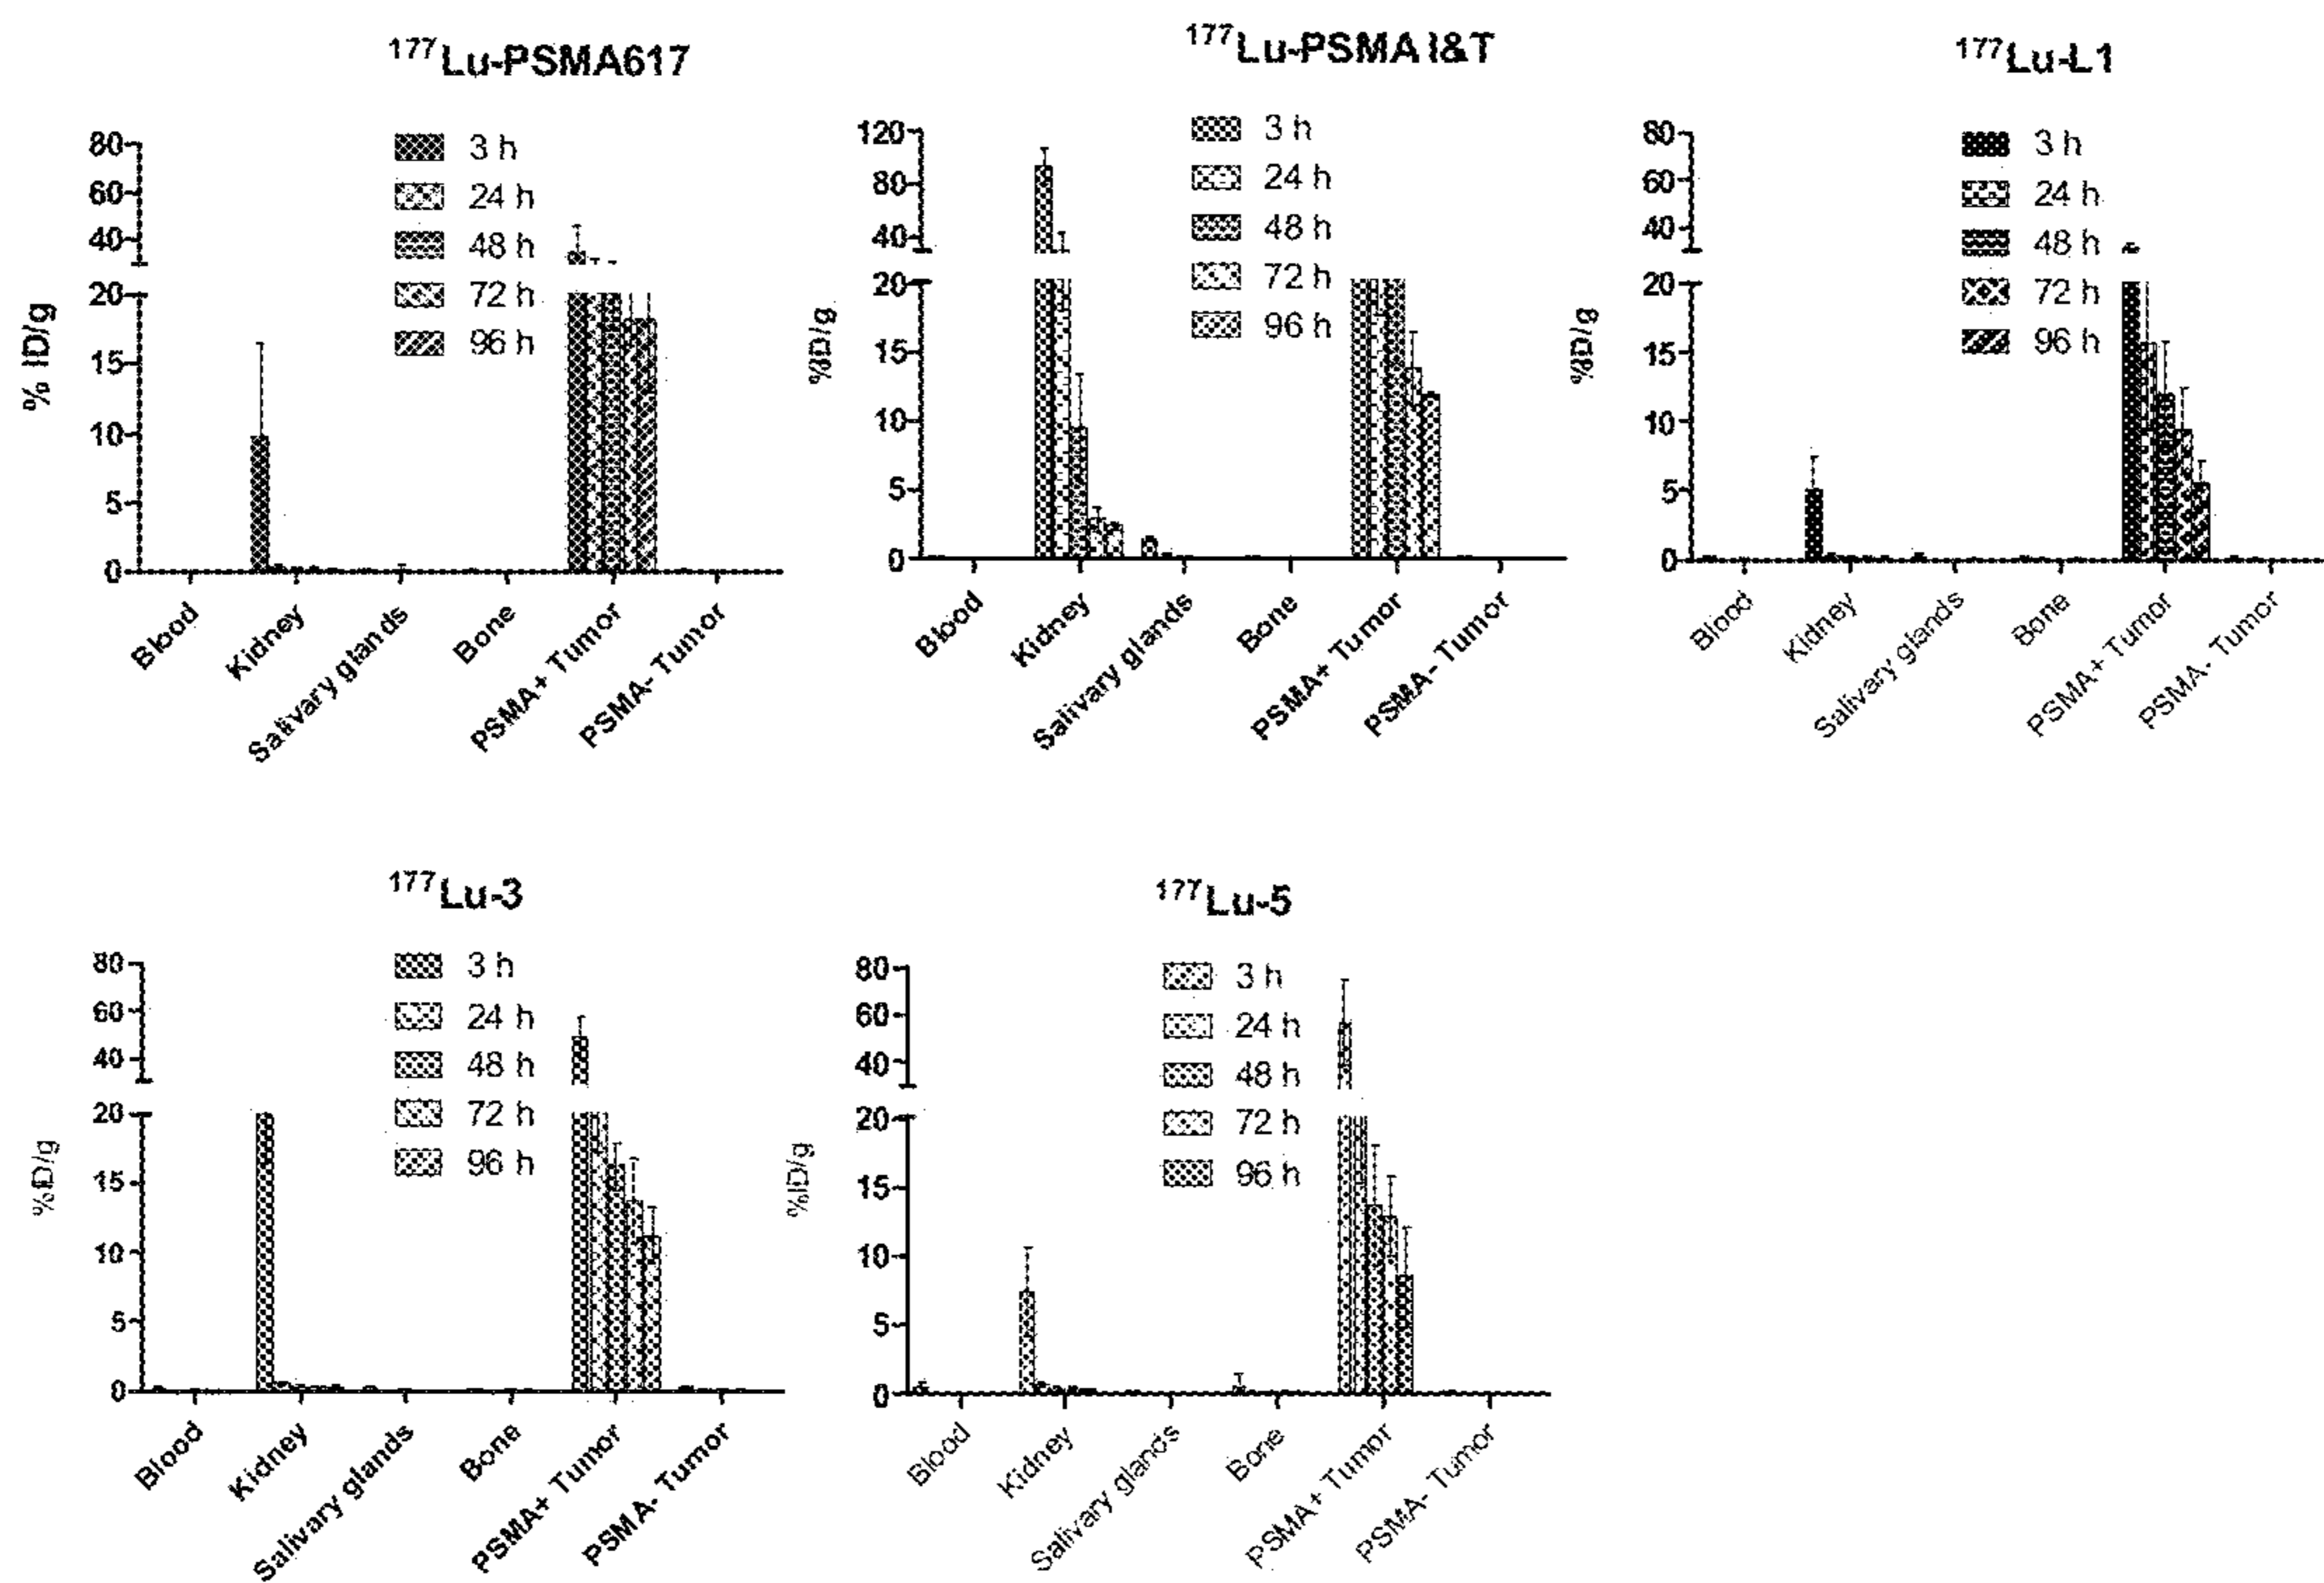 ¹⁷⁷Lu-PSMA617
80
60
40
20
15
10
5
0
% ID/g
3 h
24 h
48 h
72 h
96 h
Blood
Kidney
Salivary glands
Bone
PSMA+ Tumor
PSMA- Tumor
¹⁷⁷Lu-PSMA I&T
120
80
40
20
15
10
5
0
%ID/g
3 h
24 h
48 h
72 h
96 h
Blood
Kidney
Salivary glands
Bone
PSMA+ Tumor
PSMA- Tumor
¹⁷⁷Lu-L1
80
60
40
20
15
10
5
0
%ID/g
3 h
24 h
48 h
72 h
96 h
Blood
Kidney
Salivary glands
Bone
PSMA+ Tumor
PSMA- Tumor
¹⁷⁷Lu-3
80
60
40
20
15
10
5
0
%ID/g
3 h
24 h
48 h
72 h
96 h
Blood
Kidney
Salivary glands
Bone
PSMA+ Tumor
PSMA- Tumor
¹⁷⁷Lu-5
80
60
40
20
15
10
5
0
%ID/g
3 h
24 h
48 h
72 h
96 h
Blood
Kidney
Salivary glands
Bone
PSMA+ Tumor
PSMA- Tumor